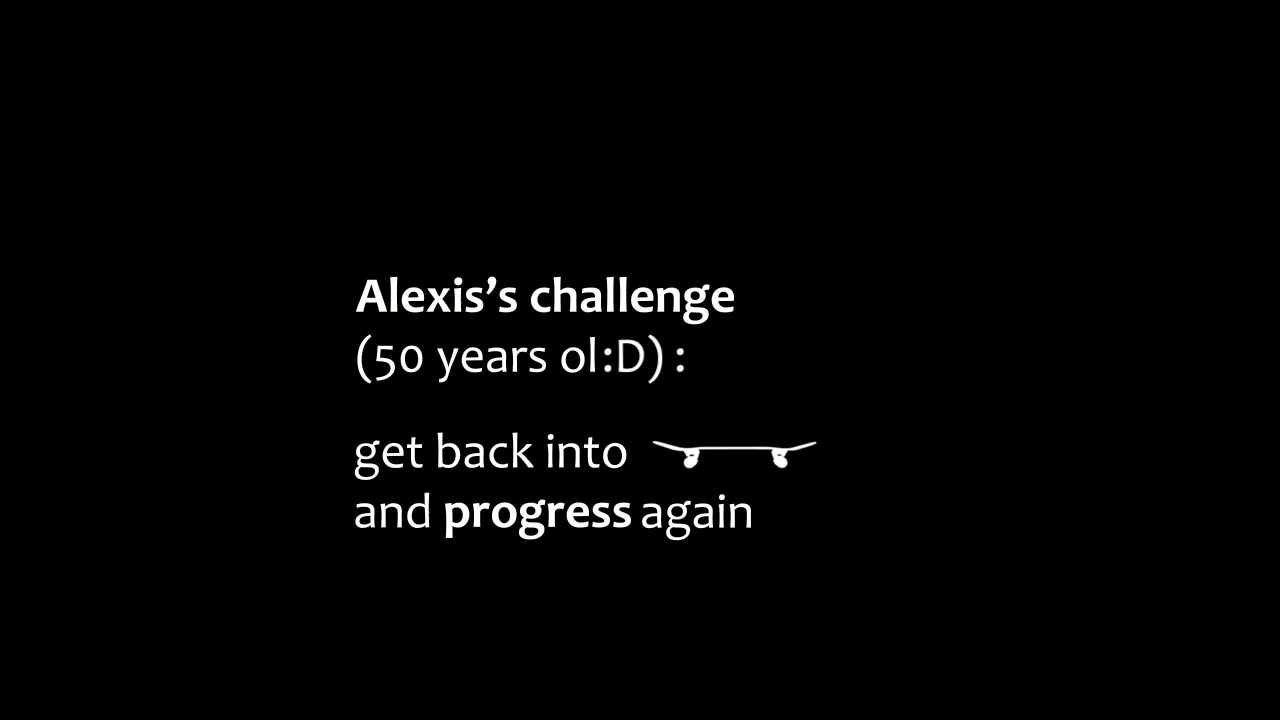 Alexis’s challenge
(50 years ol:D) :
get back into
and progress again